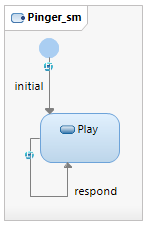 Pinger_sm
initial
Play
respond